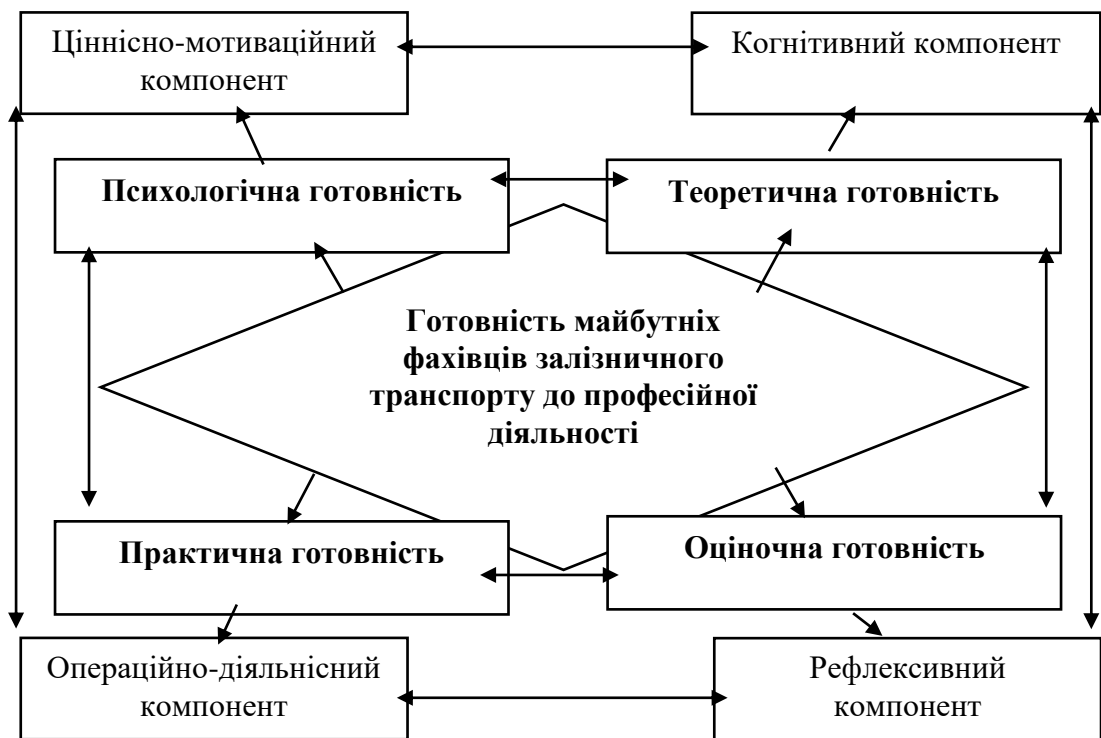 Ціннісно-мотиваційний
компонент
Когнітивний компонент
Психологічна готовність
Теоретична готовність
Готовність майбутніх
фахівців залізничного
транспорту до професійної
діяльності
Практична готовність
Оціночна готовність
Операційно-діяльнісний
компонент
Рефлексивний
компонент